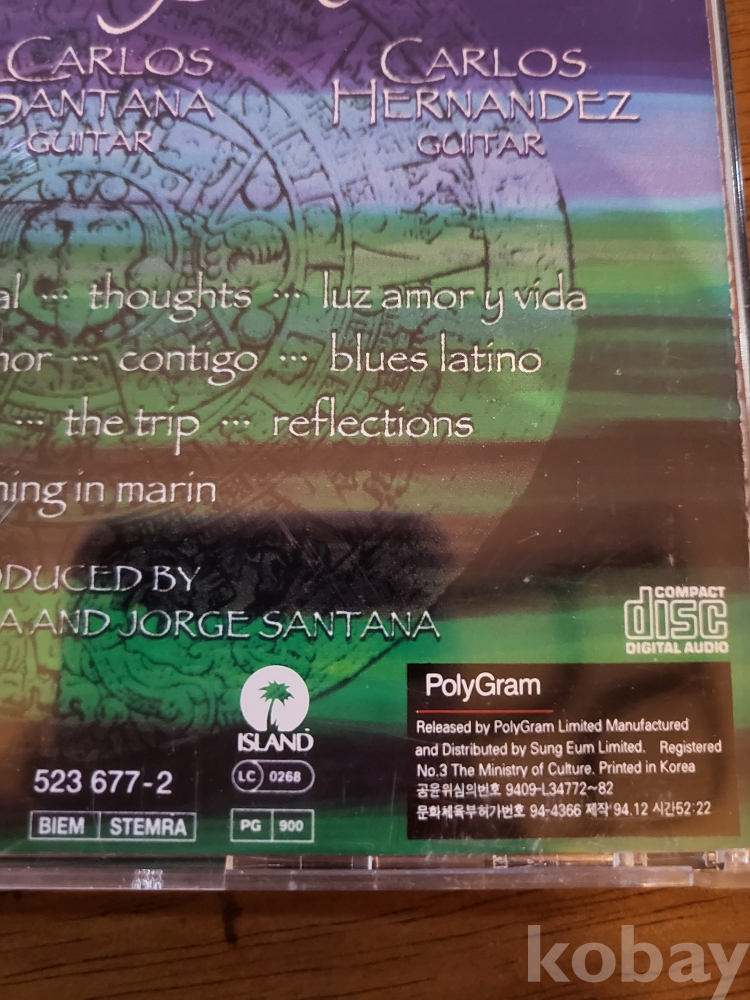 CARLOS
SANTANA
GUITAR
CARLOS
HERNANDEZ
GUITAR
al ··· thoughts ··· luz amor y vida
mor ··· contigo ··· blues latino
··· the trip ··· reflections
ning in marin
ODUCED BY
A AND JORGE SANTANA
COMPACT
disc
DIGITAL AUDIO
ISLAND
LC 0268
523 677-2
BIEM STEMRA
PG 900
PolyGram
Released by PolyGram Limited Manufactured
and Distributed by Sung Eum Limited. Registered
No.3 The Ministry of Culture. Printed in Korea
공윤위심의번호 9409-L34772~82
문화체육부허가번호 94-4366 제작 94.12 시간52:22
kobay